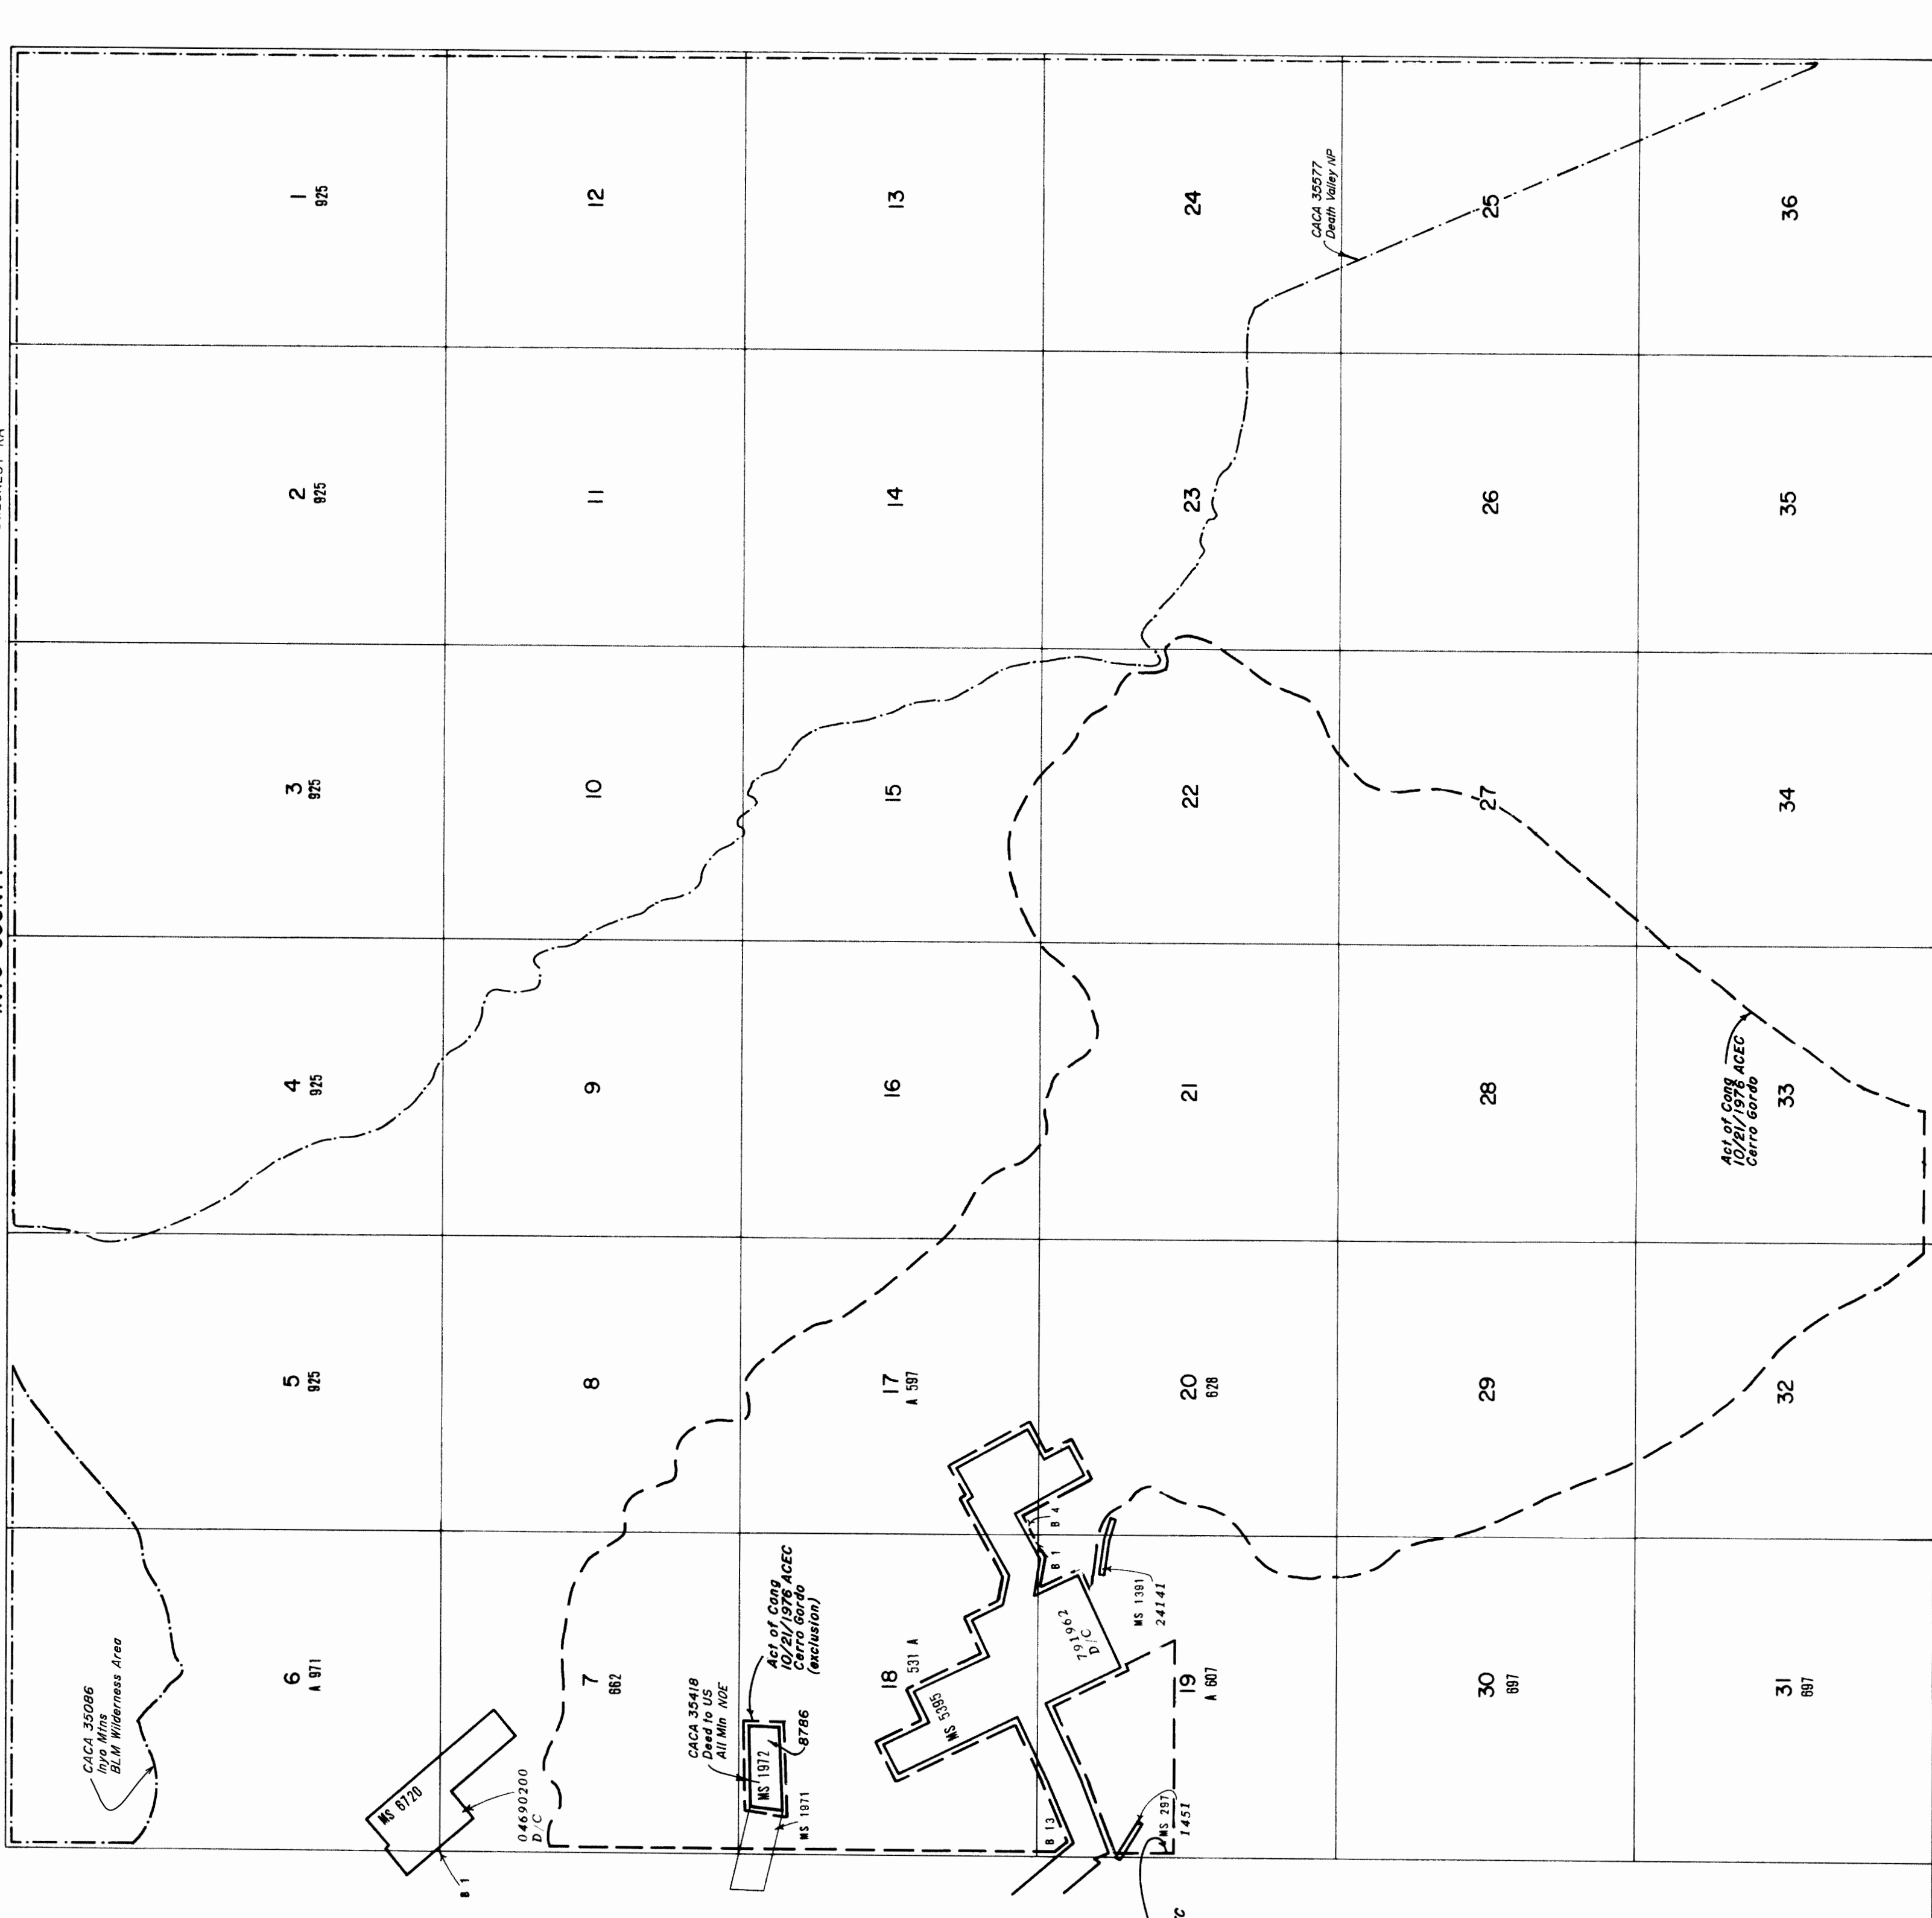 1
925
2
925
3
925
4
925
5
925
6
A 971
12
11
10
9
8
7
662
13
14
15
16
17
A 597
18
531 A
24
23
22
21
20
628
19
A 607
25
26
27
28
29
30
697
36
35
34
33
32
31
697
CACA 35577
Death Valley NP
CACA 35086
Inyo Mtns
BLM Wilderness Area
MS 6720
04690200
D/C
B 1
CACA 35418
Deed to US
All Min NOE
Act of Cong
10/21/1976 ACEC
Cerro Gordo
(exclusion)
MS 1972
8786
MS 1971
MS 5395
B 4
B 1
791962
D/C
MS 1391
24141
B 13
MS 297
1451
Act of Cong
10/21/1976 ACEC
Cerro Gordo